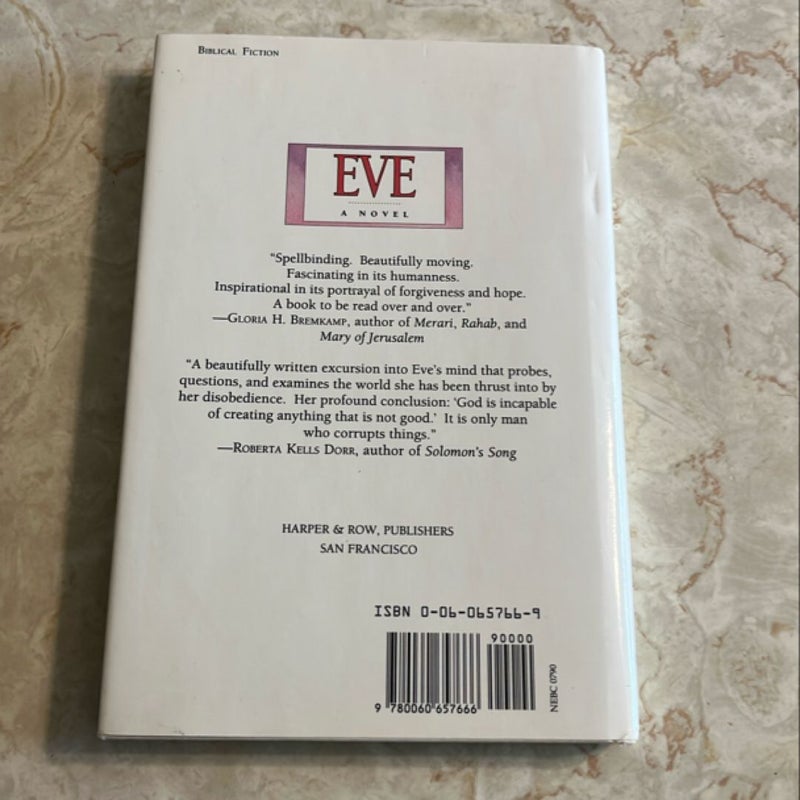 BIBLICAL FICTION
EVE
A NOVEL
"Spellbinding. Beautifully moving.
Fascinating in its humanness.
Inspirational in its portrayal of forgiveness and hope.
A book to be read over and over."
—GLORIA H. BREMKAMP, author of Merari, Rahab, and
Mary of Jerusalem
"A beautifully written excursion into Eve's mind that probes,
questions, and examines the world she has been thrust into by
her disobedience. Her profound conclusion: 'God is incapable
of creating anything that is not good.' It is only man
who corrupts things."
—ROBERTA KELLS DORR, author of Solomon's Song
HARPER & ROW, PUBLISHERS
SAN FRANCISCO
ISBN 0-06-065766-9
90000
9 780060 657666
NEBC 0790